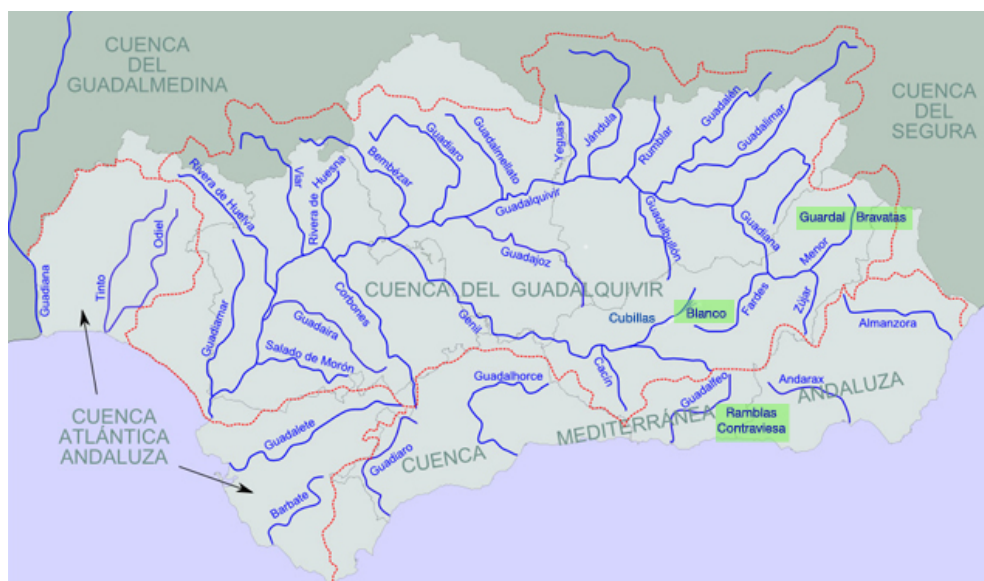 CUENCA
DEL
GUADALMEDINA
CUENCA
DEL
SEGURA
Guadiana
Tinto
Odiel
Rivera de Huelva
Viar
Rivera de Huesna
Bembézar
Guadiaro
Guadalmellato
Yeguas
Jándula
Rumblar
Guadalén
Guadalimar
Guadalquivir
Guadalbullón
Guadiana
Menor
Guardal
Bravatas
Guadajoz
CUENCA DEL GUADALQUIVIR
Guadiamar
Corbones
Guadaira
Salado de Morón
Genil
Cubillas
Blanco
Fardes
Zújar
Almanzora
Cacín
Guadalhorce
Guadalfeo
Andarax
Ramblas
Contraviesa
CUENCA
MEDITERRÁNEA
ANDALUZA
CUENCA
ATLÁNTICA
ANDALUZA
Guadalete
Guadiaro
Barbate